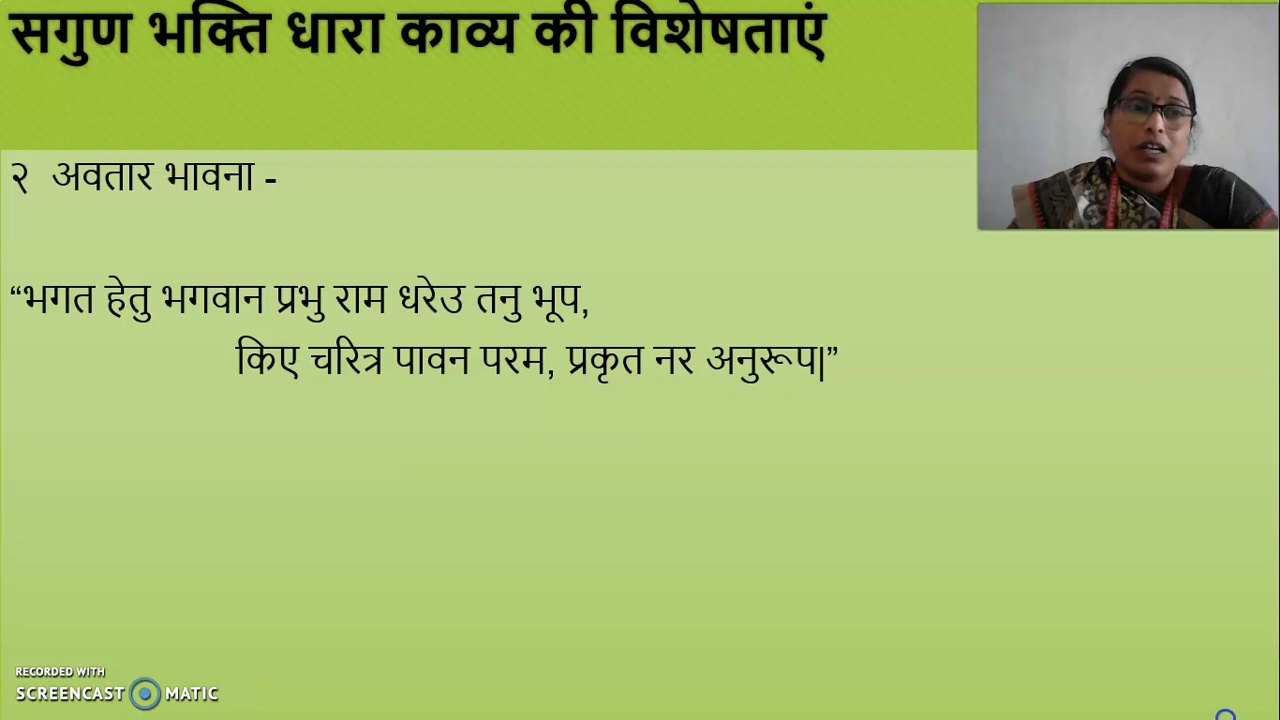 सगुण भक्ति धारा काव्य की विशेषताएं
२ अवतार भावना -
“भगत हेतु भगवान प्रभु राम धरेउ तनु भूप,
किए चरित्र पावन परम, प्रकृत नर अनुरूप|”
RECORDED WITH
SCREENCAST MATIC